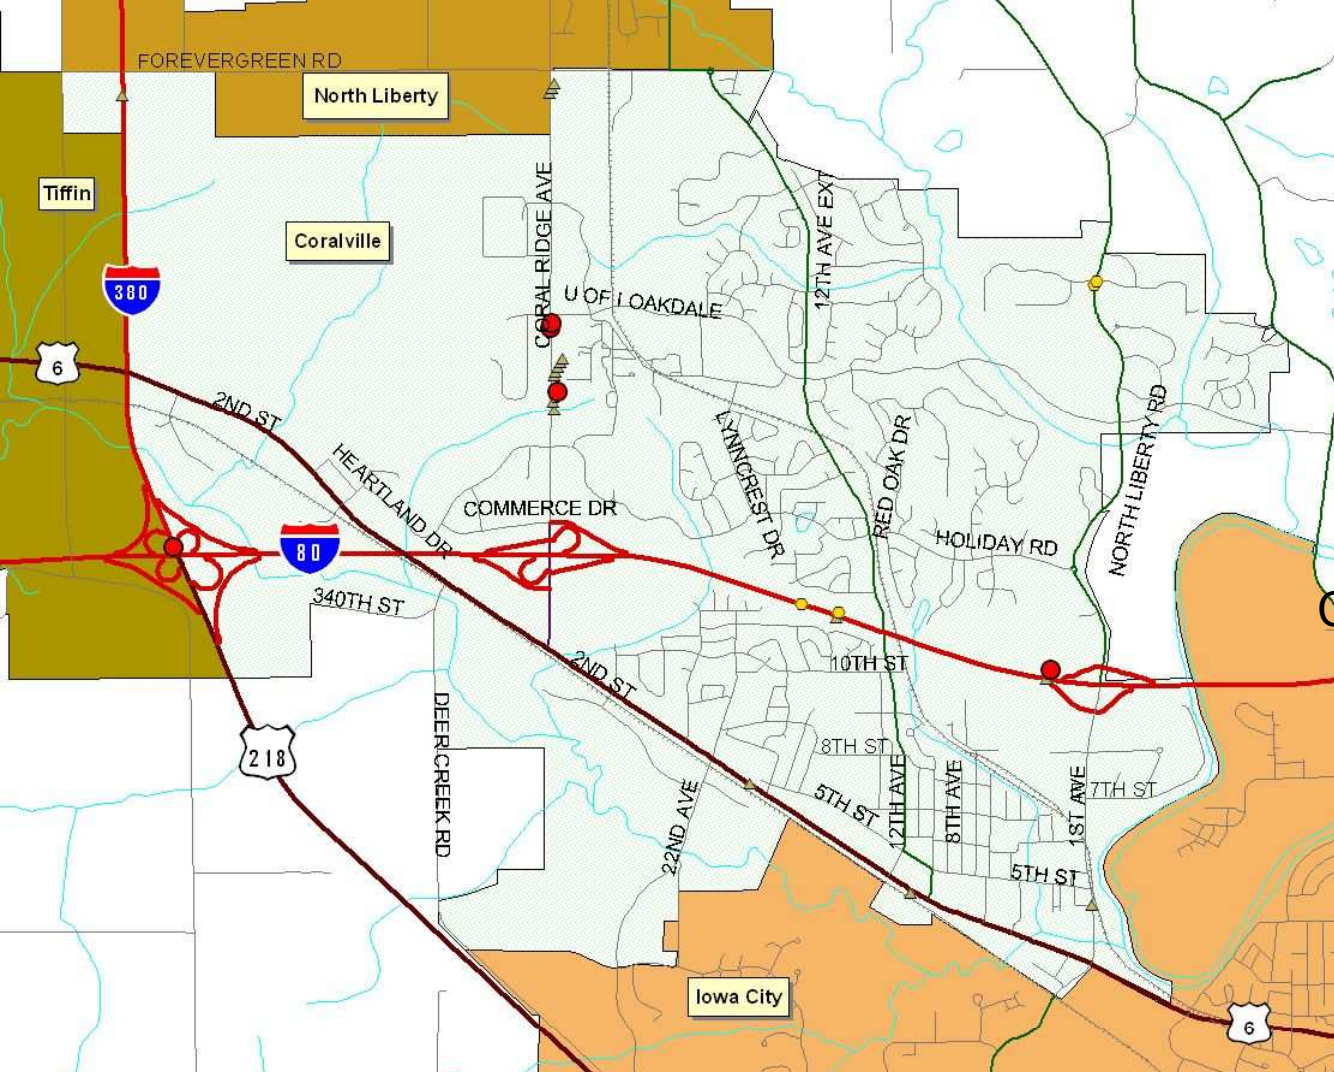 FOREVERGREEN RD
North Liberty
Tiffin
Coralville
CORAL RIDGE AVE
12TH AVE EXT
380
U OF I OAKDALE
6
2ND ST
HEARTLAND DR
LYNNCREST DR
RED OAK DR
NORTH LIBERTY RD
COMMERCE DR
HOLIDAY RD
80
340TH ST
10TH ST
2ND ST
DEER CREEK RD
218
8TH ST
22ND AVE
5TH ST
12TH AVE
8TH AVE
1ST AVE
7TH ST
5TH ST
Iowa City
6